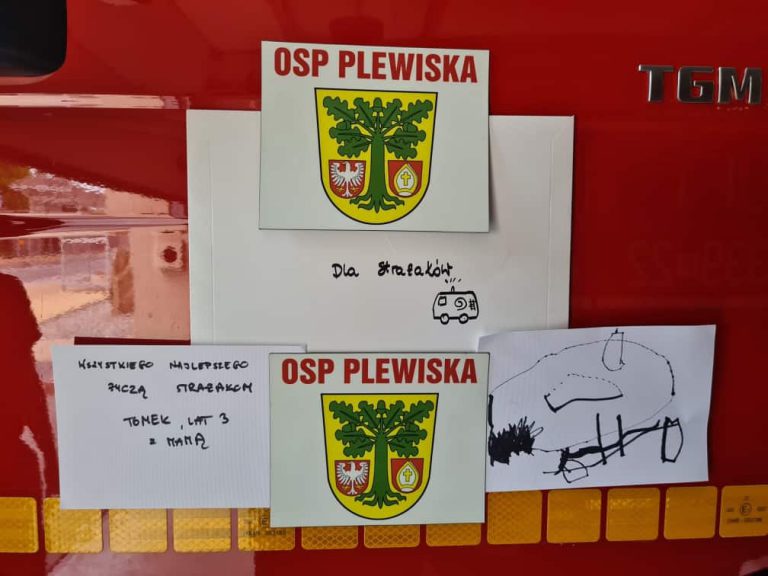 OSP PLEWISKA
TGM
Dla Strażaków
WSZYSTKIEGO NAJLEPSZEGO
ŻYCZĄ STRAŻAKOM
TOMEK, LAT 3
Z MAMĄ
OSP PLEWISKA